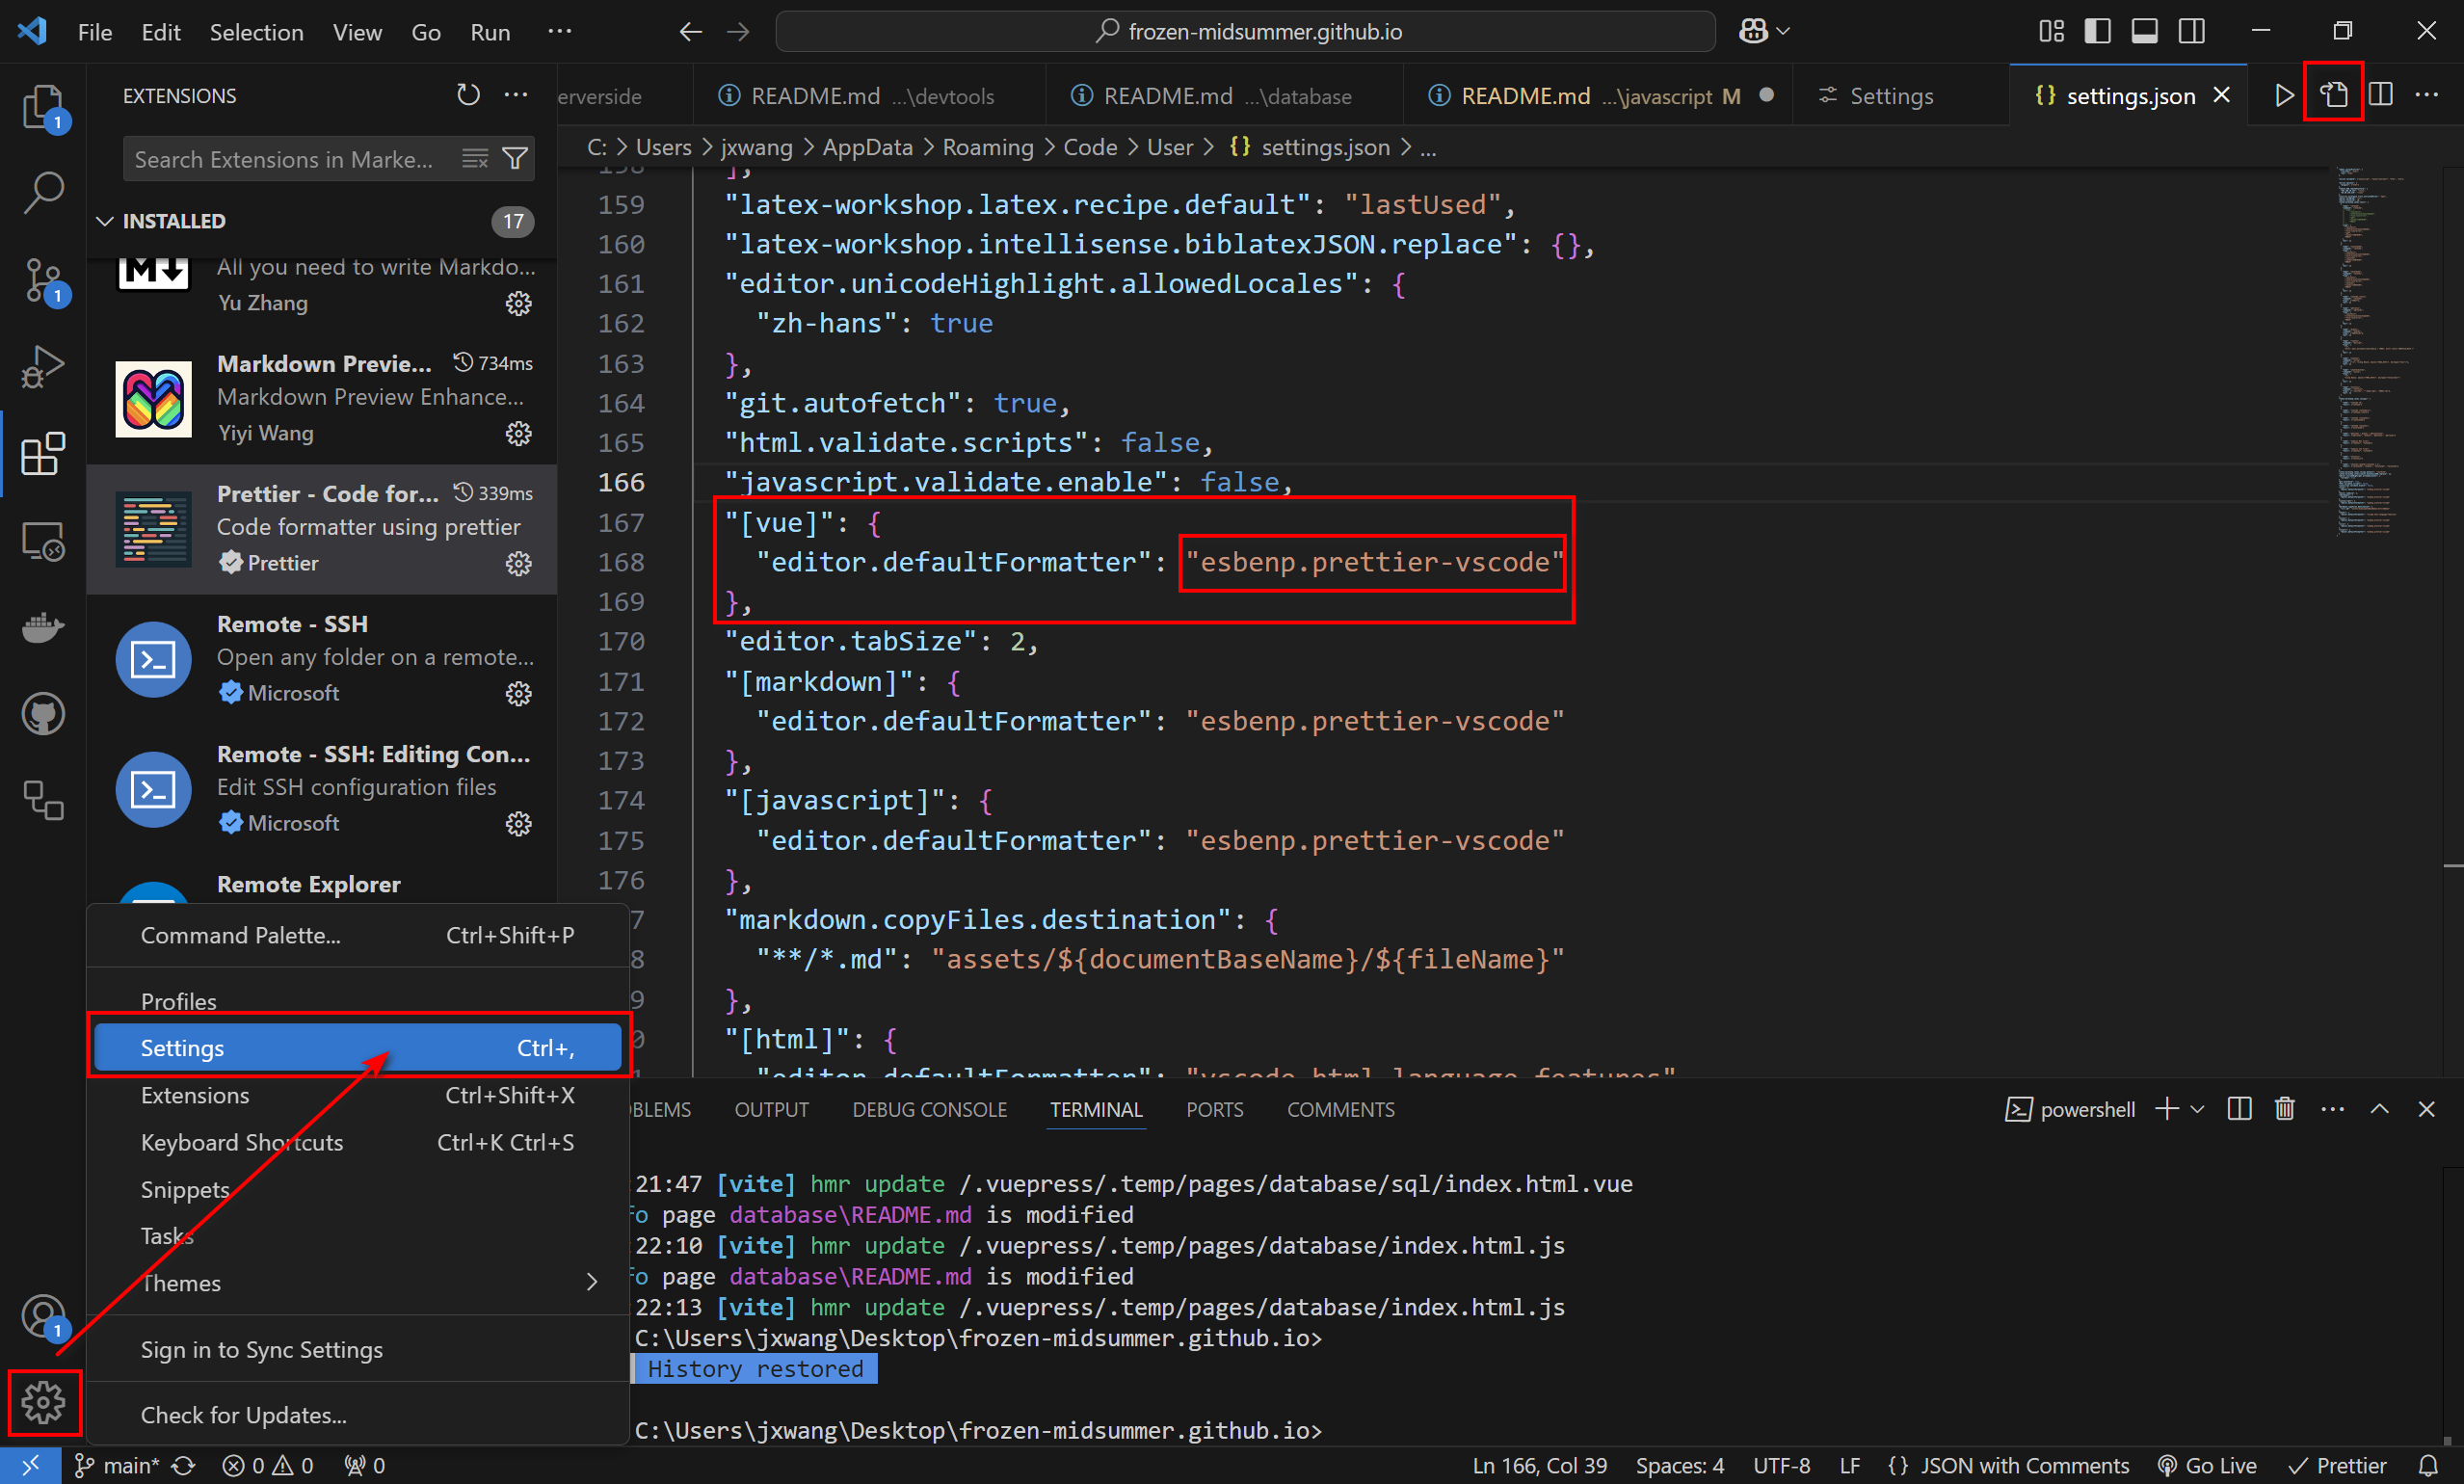 File Edit Selection View Go Run ···
frozen-midsummer.github.io
EXTENSIONS
Search Extensions in Marke...
INSTALLED 17
All you need to write Markdo...
Yu Zhang
Markdown Previe... 734ms
Markdown Preview Enhance...
Yiyi Wang
Prettier - Code for... 339ms
Code formatter using prettier
Prettier
Remote - SSH
Open any folder on a remote...
Microsoft
Remote - SSH: Editing Con...
Edit SSH configuration files
Microsoft
Remote Explorer
1
1
1
Command Palette... Ctrl+Shift+P
Profiles
Settings Ctrl+,
Extensions Ctrl+Shift+X
Keyboard Shortcuts Ctrl+K Ctrl+S
Snippets
Tasks
Themes
Sign in to Sync Settings
Check for Updates...
erverside README.md ...\devtools README.md ...\database README.md ...\javascript M Settings {} settings.json
C: > Users > jxwang > AppData > Roaming > Code > User > {} settings.json > ...
158 ],
159 "latex-workshop.latex.recipe.default": "lastUsed",
160 "latex-workshop.intellisense.biblatexJSON.replace": {},
161 "editor.unicodeHighlight.allowedLocales": {
162 "zh-hans": true
163 },
164 "git.autofetch": true,
165 "html.validate.scripts": false,
166 "javascript.validate.enable": false,
167 "[vue]": {
168 "editor.defaultFormatter": "esbenp.prettier-vscode"
169 },
170 "editor.tabSize": 2,
171 "[markdown]": {
172 "editor.defaultFormatter": "esbenp.prettier-vscode"
173 },
174 "[javascript]": {
175 "editor.defaultFormatter": "esbenp.prettier-vscode"
176 },
7 "markdown.copyFiles.destination": {
8 "**/*.md": "assets/${documentBaseName}/${fileName}"
9 },
0 "[html]": {
1 "editor.defaultFormatter": "vscode.html-language-features"
BLEMS OUTPUT DEBUG CONSOLE TERMINAL PORTS COMMENTS
powershell
21:47 [vite] hmr update /.vuepress/.temp/pages/database/sql/index.html.vue
fo page database\README.md is modified
22:10 [vite] hmr update /.vuepress/.temp/pages/database/index.html.js
fo page database\README.md is modified
22:13 [vite] hmr update /.vuepress/.temp/pages/database/index.html.js
C:\Users\jxwang\Desktop\frozen-midsummer.github.io>
History restored
C:\Users\jxwang\Desktop\frozen-midsummer.github.io>
main* 0 0 0 Ln 166, Col 39 Spaces: 4 UTF-8 LF {} JSON with Comments Go Live Prettier